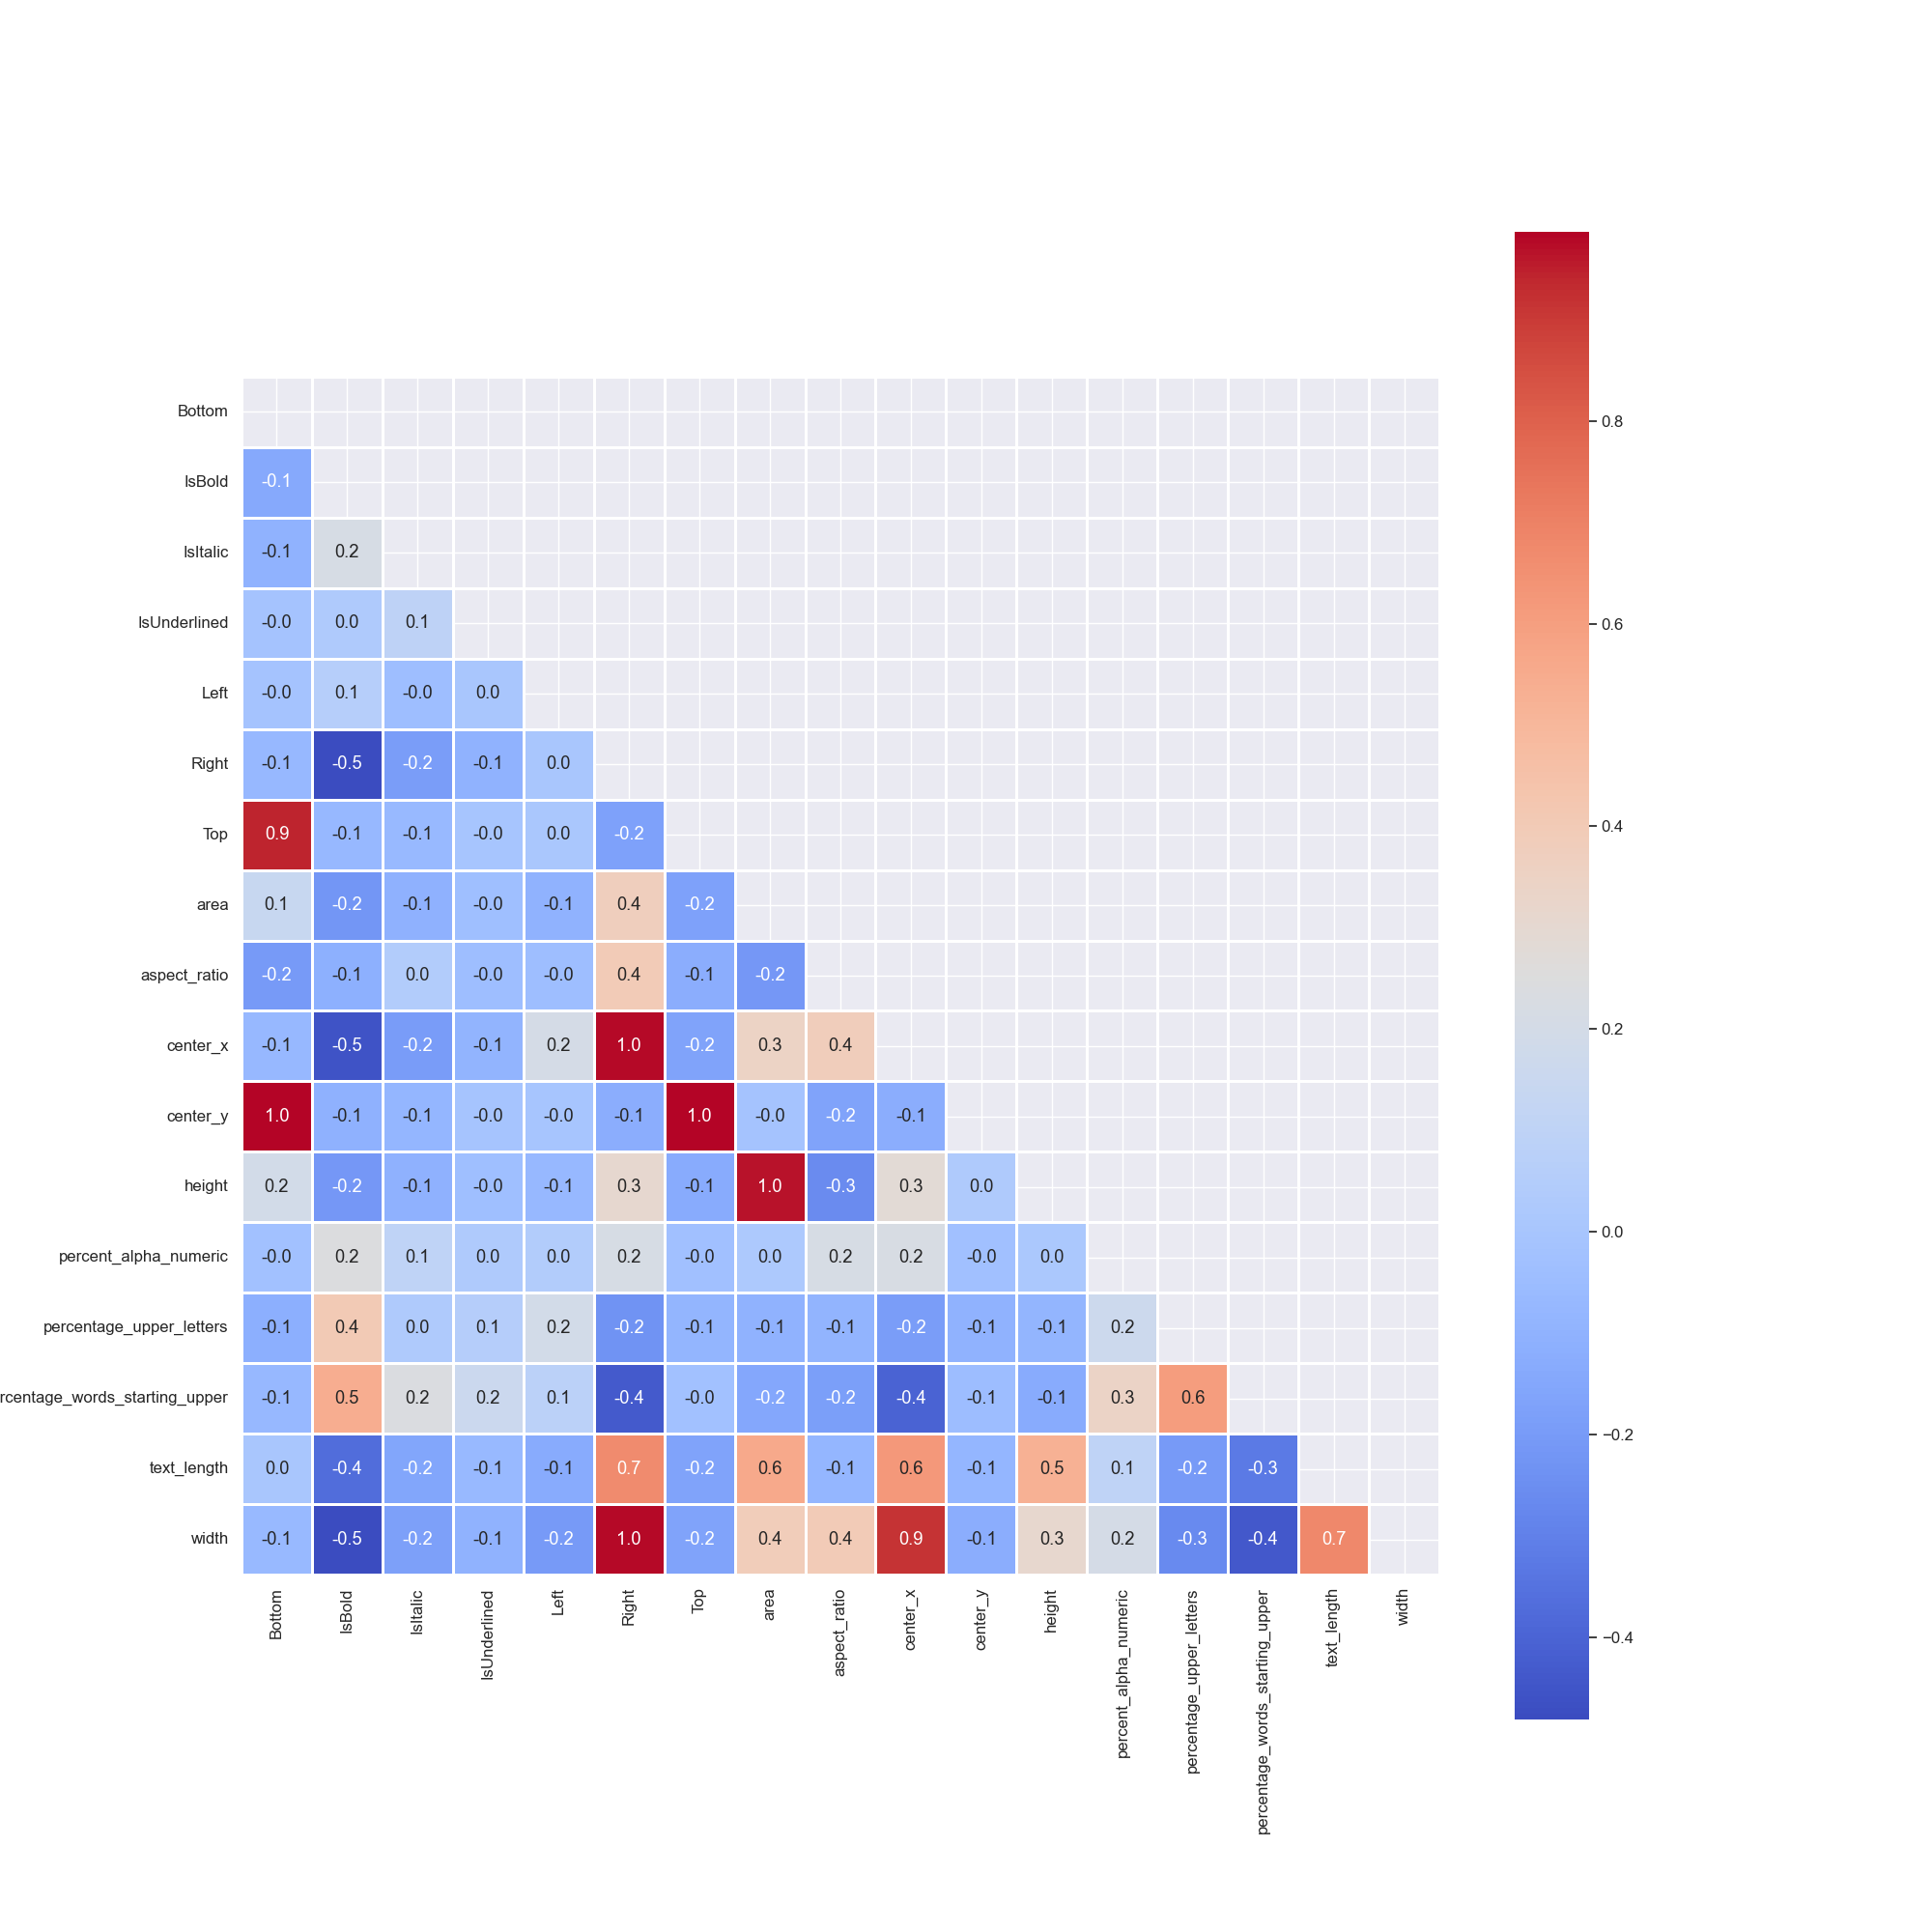 Bottom
IsBold -0.1
IsItalic -0.1 0.2
IsUnderlined -0.0 0.0 0.1
Left -0.0 0.1 -0.0 0.0
Right -0.1 -0.5 -0.2 -0.1 0.0
Top 0.9 -0.1 -0.1 -0.0 0.0 -0.2
area 0.1 -0.2 -0.1 -0.0 -0.1 0.4 -0.2
aspect_ratio -0.2 -0.1 0.0 -0.0 -0.0 0.4 -0.1 -0.2
center_x -0.1 -0.5 -0.2 -0.1 0.2 1.0 -0.2 0.3 0.4
center_y 1.0 -0.1 -0.1 -0.0 -0.0 -0.1 1.0 -0.0 -0.2 -0.1
height 0.2 -0.2 -0.1 -0.0 -0.1 0.3 -0.1 1.0 -0.3 0.3 0.0
percent_alpha_numeric -0.0 0.2 0.1 0.0 0.0 0.2 -0.0 0.0 0.2 0.2 -0.0 0.0
percentage_upper_letters -0.1 0.4 0.0 0.1 0.2 -0.2 -0.1 -0.1 -0.1 -0.2 -0.1 -0.1 0.2
rcentage_words_starting_upper -0.1 0.5 0.2 0.2 0.1 -0.4 -0.0 -0.2 -0.2 -0.4 -0.1 -0.1 0.3 0.6
text_length 0.0 -0.4 -0.2 -0.1 -0.1 0.7 -0.2 0.6 -0.1 0.6 -0.1 0.5 0.1 -0.2 -0.3
width -0.1 -0.5 -0.2 -0.1 -0.2 1.0 -0.2 0.4 0.4 0.9 -0.1 0.3 0.2 -0.3 -0.4 0.7
Bottom
IsBold
IsItalic
IsUnderlined
Left
Right
Top
area
aspect_ratio
center_x
center_y
height
percent_alpha_numeric
percentage_upper_letters
percentage_words_starting_upper
text_length
width
0.8
0.6
0.4
0.2
0.0
−0.2
−0.4